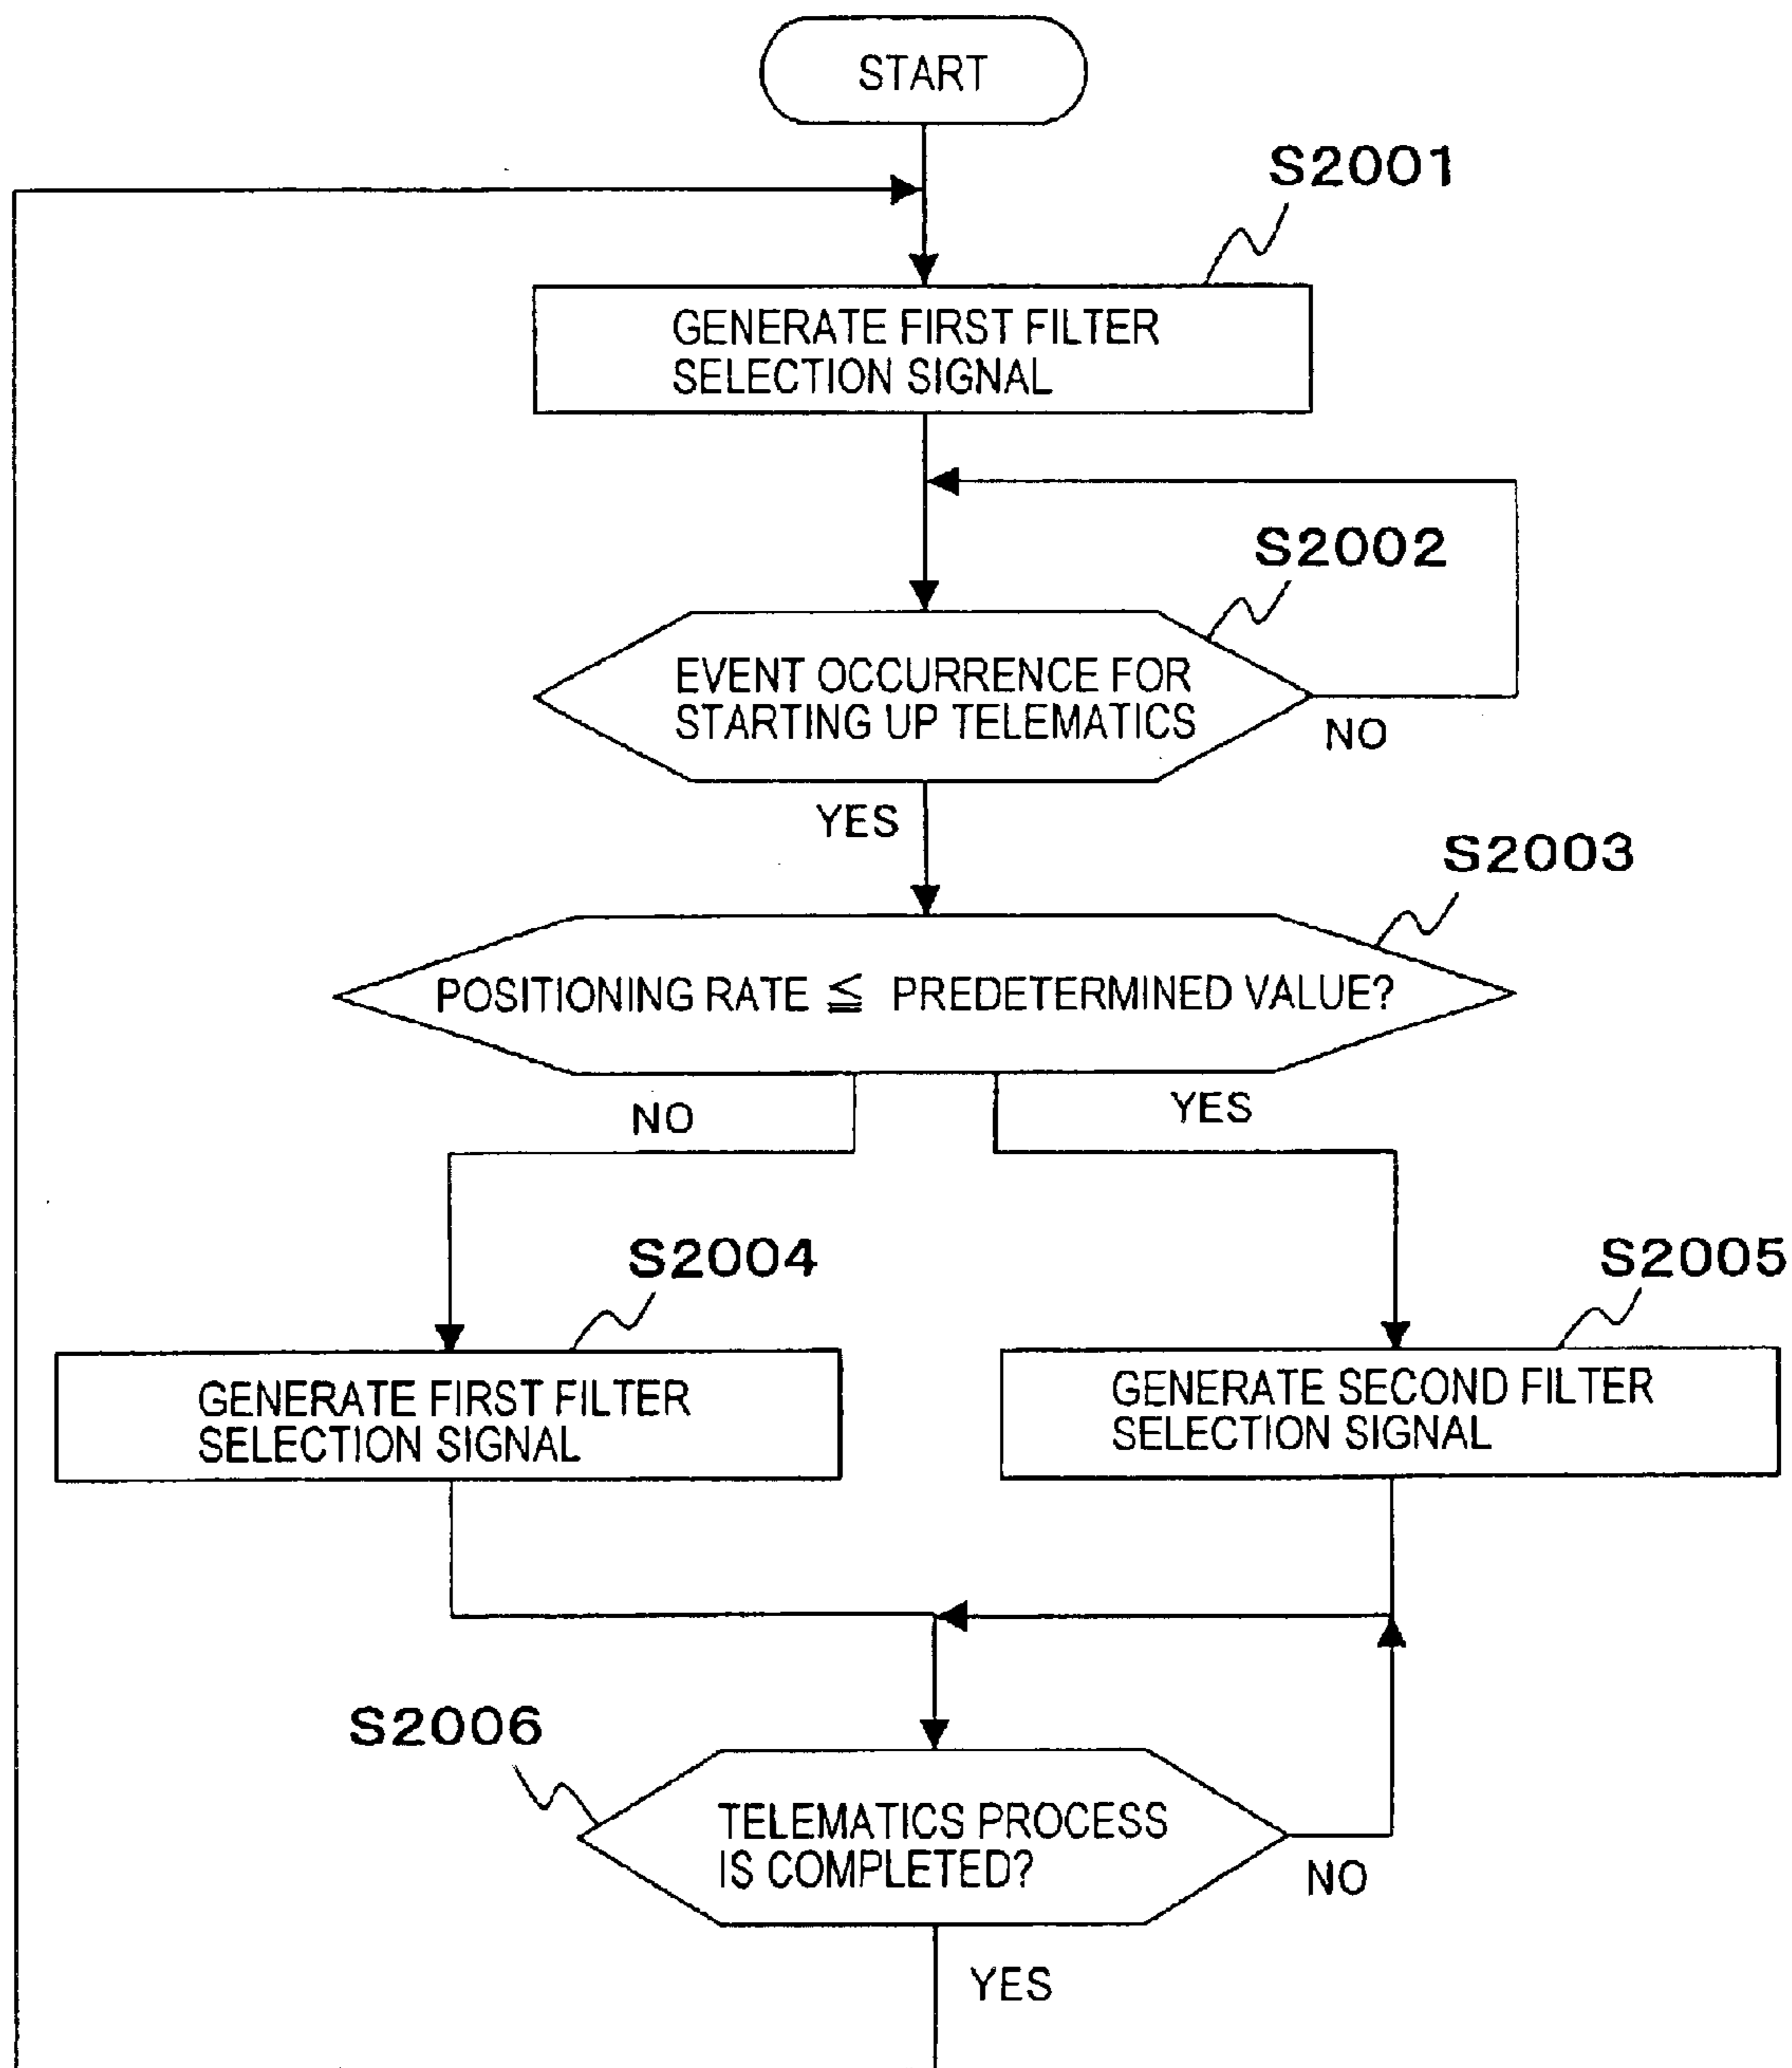 START
S2001
GENERATE FIRST FILTER
SELECTION SIGNAL
S2002
EVENT OCCURRENCE FOR
STARTING UP TELEMATICS
NO
YES
S2003
POSITIONING RATE ≦ PREDETERMINED VALUE?
NO
YES
S2004
S2005
GENERATE FIRST FILTER
SELECTION SIGNAL
GENERATE SECOND FILTER
SELECTION SIGNAL
S2006
TELEMATICS PROCESS
IS COMPLETED?
NO
YES